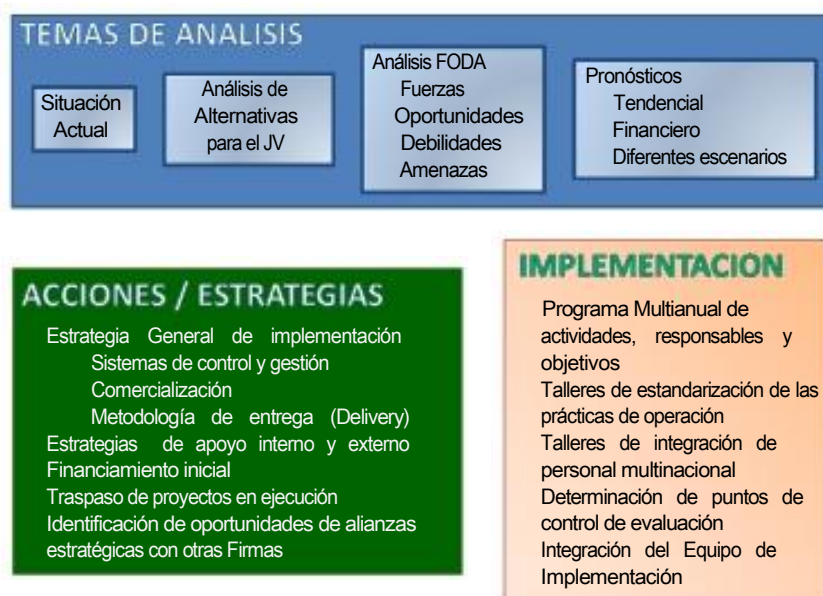 TEMAS DE ANALISIS
Situación
Actual
Análisis de
Alternativas
para el JV
Análisis FODA
Fuerzas
Oportunidades
Debilidades
Amenazas
Pronósticos
Tendencial
Financiero
Diferentes escenarios
ACCIONES / ESTRATEGIAS
Estrategia General de implementación
Sistemas de control y gestión
Comercialización
Metodología de entrega (Delivery)
Estrategias de apoyo interno y externo
Financiamiento inicial
Traspaso de proyectos en ejecución
Identificación de oportunidades de alianzas
estratégicas con otras Firmas
IMPLEMENTACION
Programa Multianual de
actividades, responsables y
objetivos
Talleres de estandarización de las
prácticas de operación
Talleres de integración de
personal multinacional
Determinación de puntos de
control de evaluación
Integración del Equipo de
Implementación